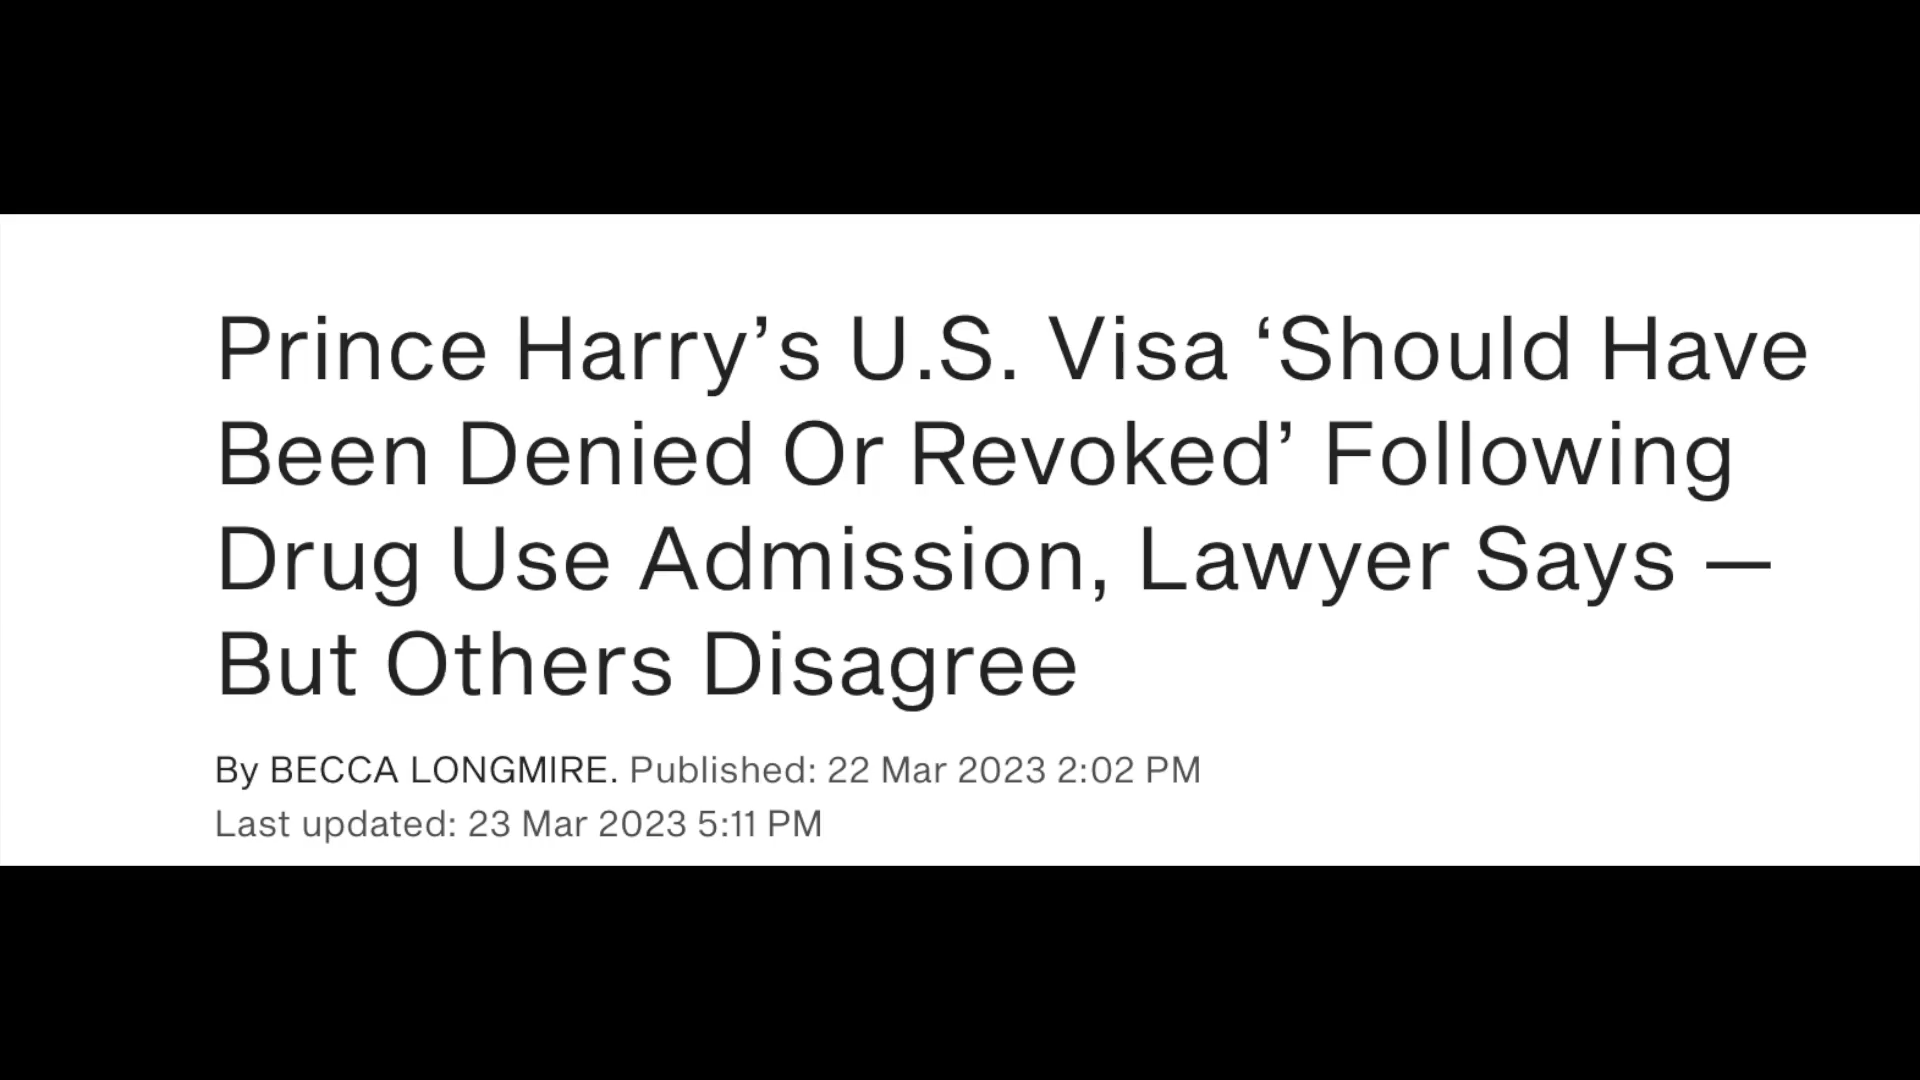 Prince Harry’s U.S. Visa ‘Should Have
Been Denied Or Revoked’ Following
Drug Use Admission, Lawyer Says —
But Others Disagree
By BECCA LONGMIRE. Published: 22 Mar 2023 2:02 PM
Last updated: 23 Mar 2023 5:11 PM